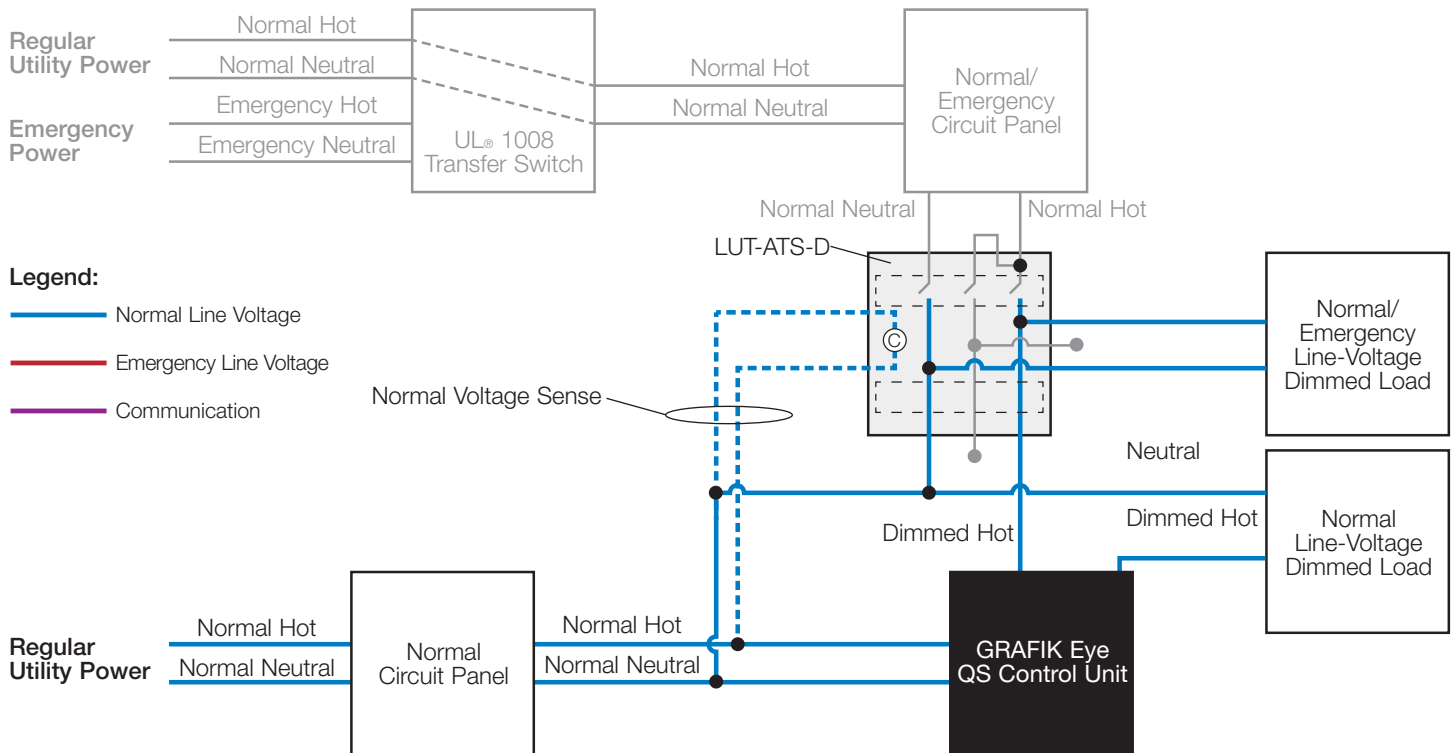 Regular
Utility Power
Normal Hot
Normal Neutral
Emergency
Power
Emergency Hot
Emergency Neutral
UL® 1008
Transfer Switch
Normal Hot
Normal Neutral
Normal/
Emergency
Circuit Panel
Normal Neutral
Normal Hot
LUT-ATS-D
Legend:
Normal Line Voltage
Emergency Line Voltage
Communication
C
Normal Voltage Sense
Normal/
Emergency
Line-Voltage
Dimmed Load
Neutral
Dimmed Hot
Dimmed Hot
Normal
Line-Voltage
Dimmed Load
Regular
Utility Power
Normal Hot
Normal Neutral
Normal
Circuit Panel
Normal Hot
Normal Neutral
GRAFIK Eye
QS Control Unit